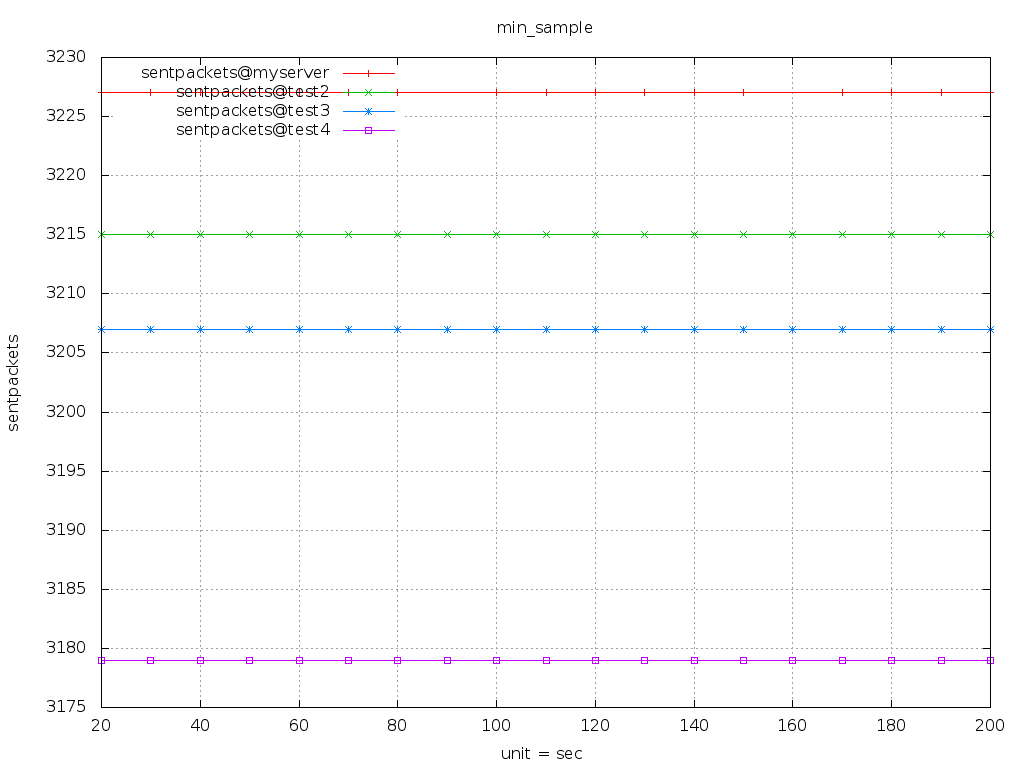 min_sample
3230
3225
3220
3215
3210
3205
3200
3195
3190
3185
3180
3175
sentpackets@myserver
sentpackets@test2
sentpackets@test3
sentpackets@test4
sentpackets
20 40 60 80 100 120 140 160 180 200
unit = sec